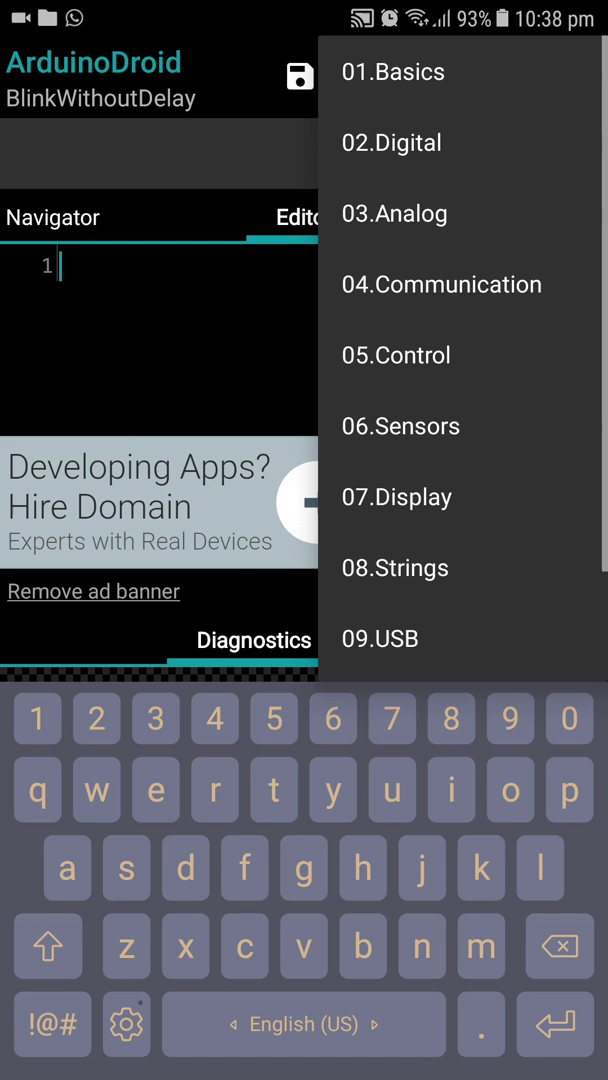 93% 10:38 pm
ArduinoDroid
BlinkWithoutDelay
Navigator
Edito
1
01.Basics
02.Digital
03.Analog
04.Communication
05.Control
06.Sensors
07.Display
08.Strings
09.USB
Developing Apps?
Hire Domain
Experts with Real Devices
Remove ad banner
Diagnostics
1 2 3 4 5 6 7 8 9 0
q w e r t y u i o p
a s d f g h j k l
z x c v b n m
!@# English (US) .